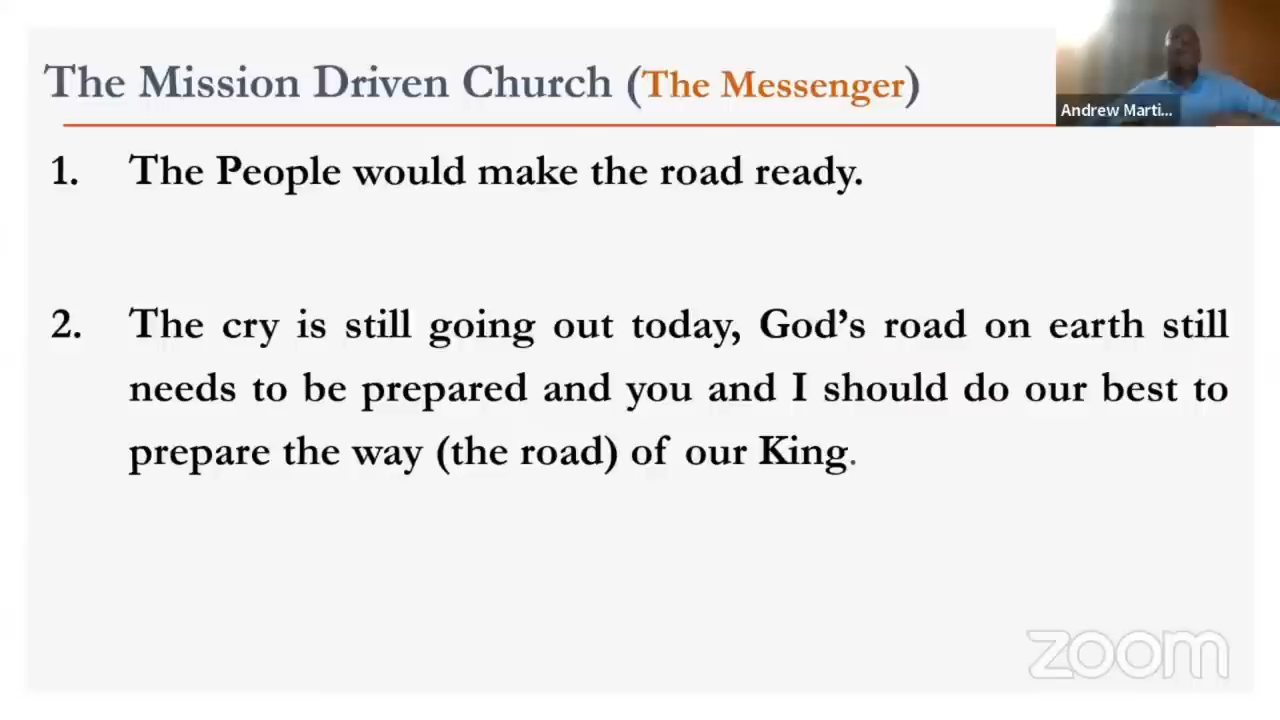 The Mission Driven Church (The Messenger)
Andrew Marti...
1. The People would make the road ready.
2. The cry is still going out today, God's road on earth still
needs to be prepared and you and I should do our best to
prepare the way (the road) of our King.
zoom